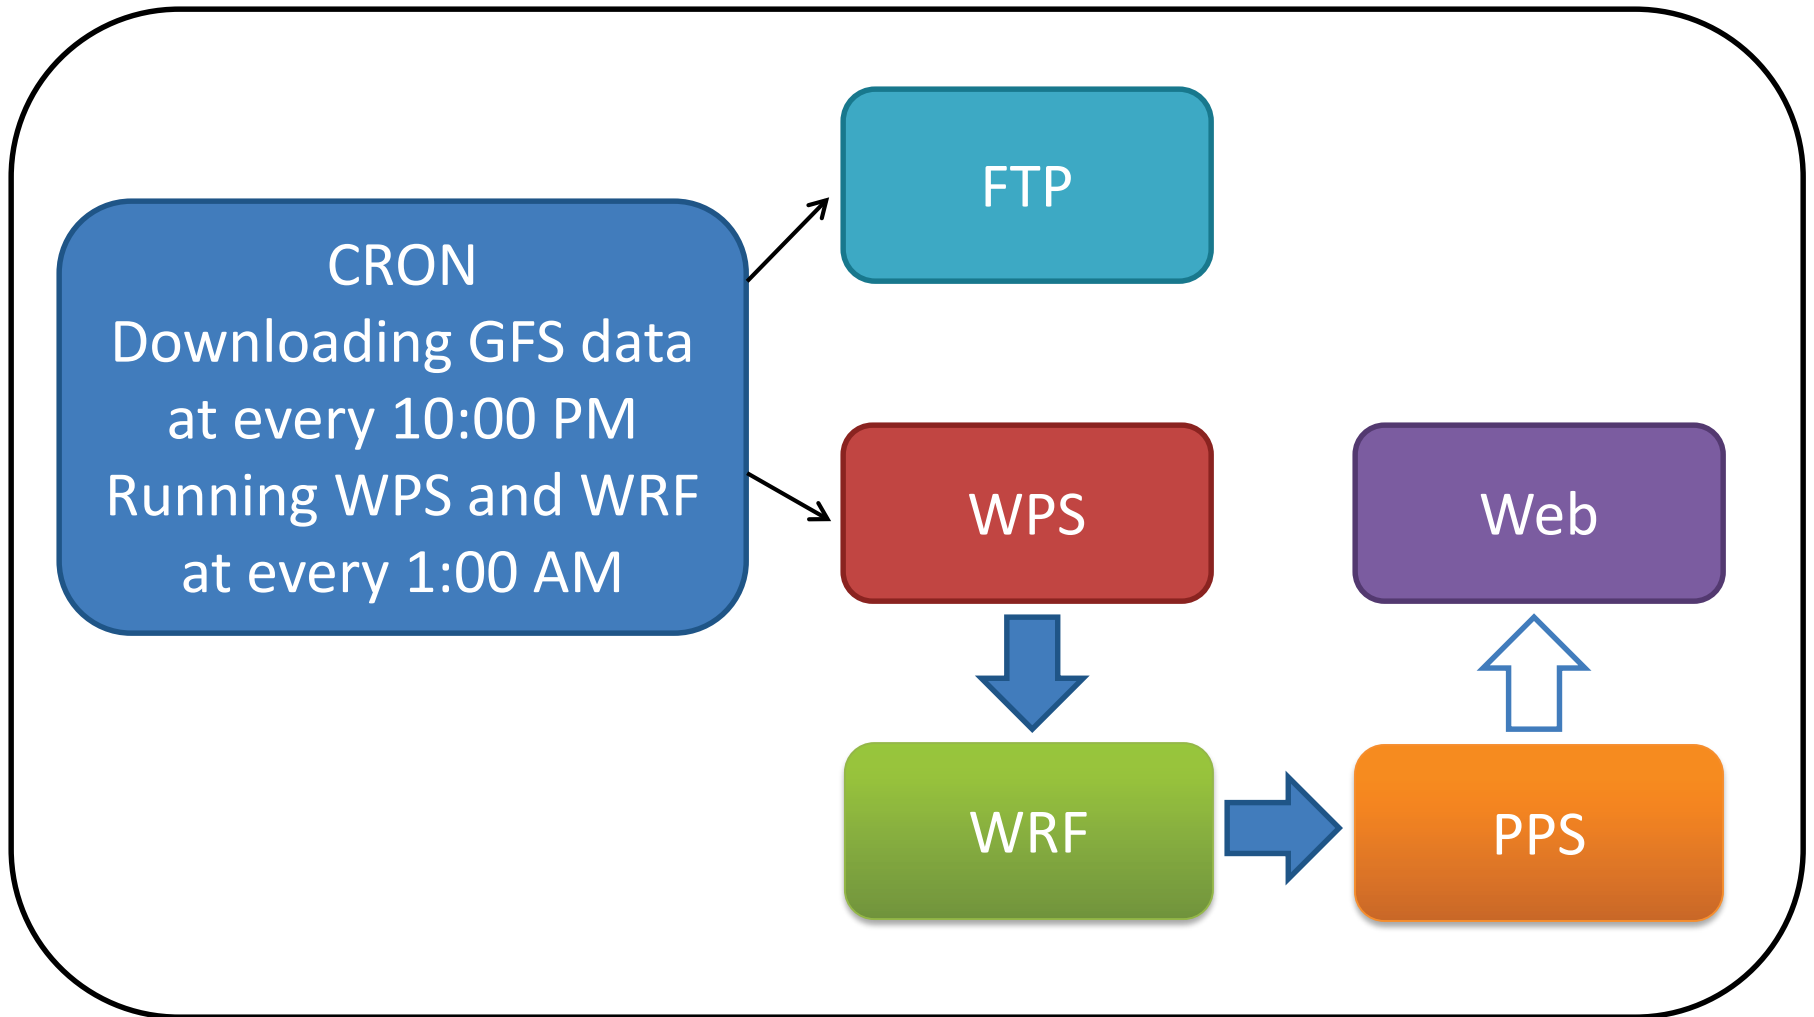 CRON
Downloading GFS data
at every 10:00 PM
Running WPS and WRF
at every 1:00 AM
FTP
WPS
Web
WRF
PPS